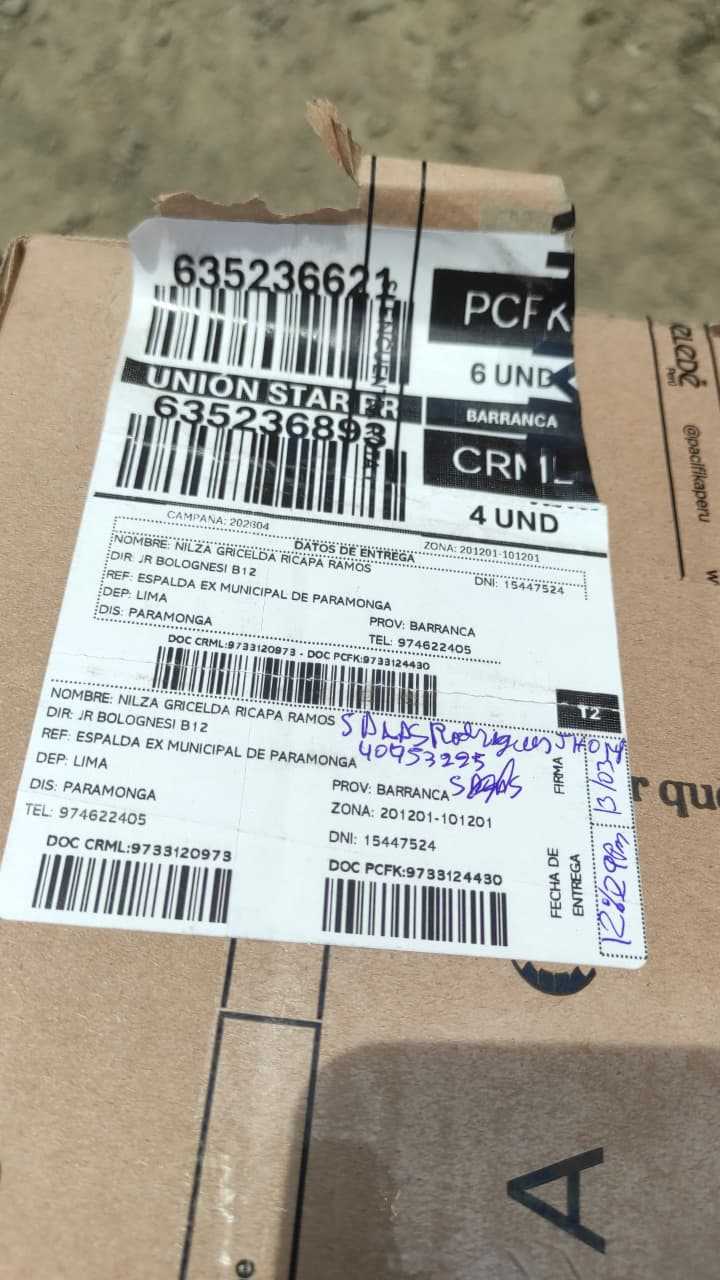 635236621
PCFK
6 UND
UNIÓN STAR
BARRANCA
635236893
CRML
4 UND
CAMPAÑA: 202304
DATOS DE ENTREGA
ZONA: 201201-101201
NOMBRE: NILZA GRICELDA RICAPA RAMOS
DNI: 15447524
DIR: JR BOLOGNESI B12
REF: ESPALDA EX MUNICIPAL DE PARAMONGA
DEP: LIMA
PROV: BARRANCA
DIS: PARAMONGA
TEL: 974622405
DOC CRML:9733120973 - DOC PCFK:9733124430
T2
NOMBRE: NILZA GRICELDA RICAPA RAMOS
DIR: JR BOLOGNESI B12
REF: ESPALDA EX MUNICIPAL DE PARAMONGA
DEP: LIMA
PROV: BARRANCA
DIS: PARAMONGA
ZONA: 201201-101201
TEL: 974622405
DNI: 15447524
DOC CRML:9733120973
DOC PCFK:9733124430
SALAS Rodriguez
40953295
FIRMA
FECHA DE
ENTREGA
@pacifikaperu
r que
A
e